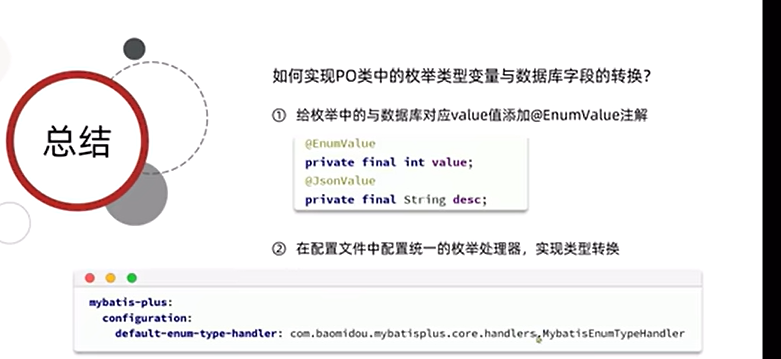 总结
如何实现PO类中的枚举类型变量与数据库字段的转换?
① 给枚举中的与数据库对应value值添加@EnumValue注解
@EnumValue
private final int value;
@JsonValue
private final String desc;
② 在配置文件中配置统一的枚举处理器，实现类型转换
mybatis-plus:
configuration:
default-enum-type-handler: com.baomidou.mybatisplus.core.handlers.MybatisEnumTypeHandler